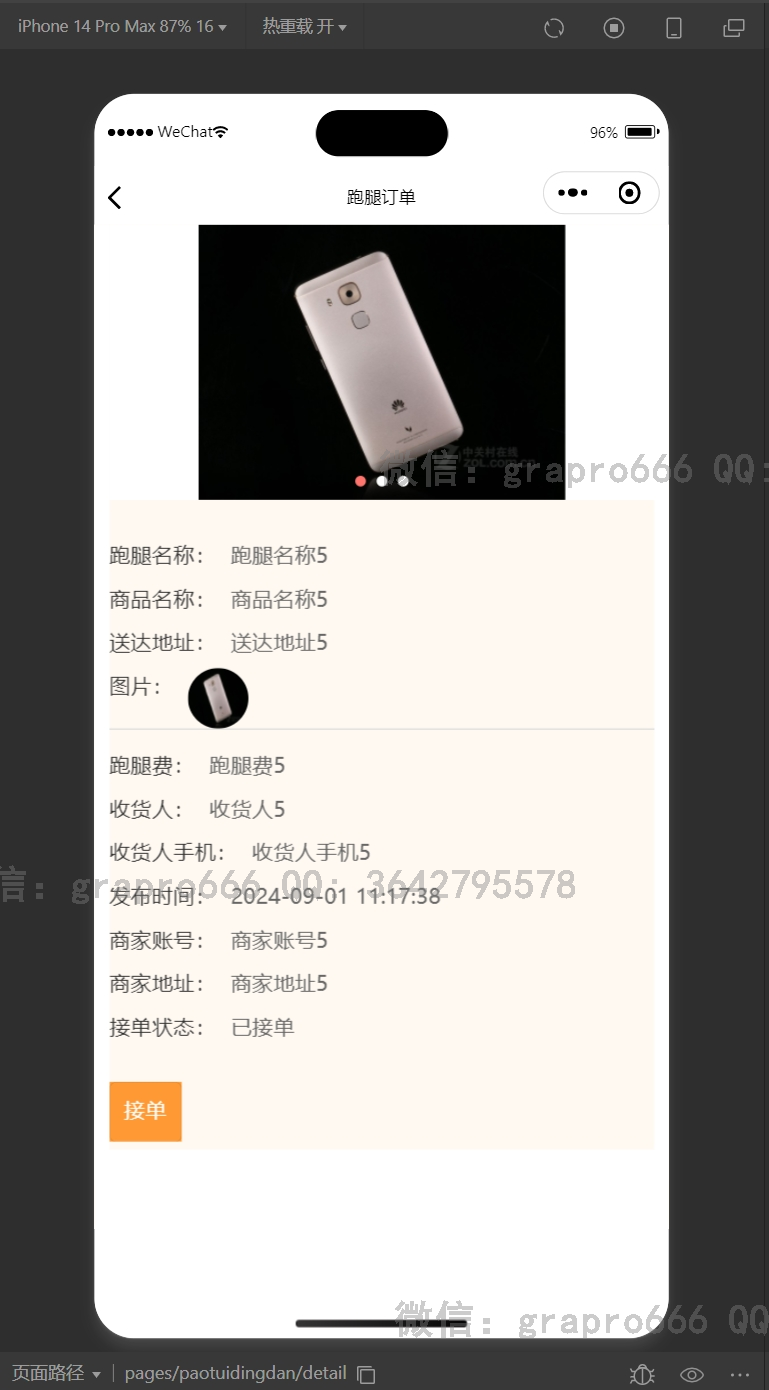 iPhone 14 Pro Max 87% 16 热重载 开
WeChat 96%
跑腿订单
中关村在线
ZOL.com.cn
微信：grapro666 QQ：
跑腿名称： 跑腿名称5
商品名称： 商品名称5
送达地址： 送达地址5
图片：
跑腿费： 跑腿费5
收货人： 收货人5
收货人手机： 收货人手机5
信：grapro666 QQ：3642795578
发布时间： 2024-09-01 11:17:38
商家账号： 商家账号5
商家地址： 商家地址5
接单状态： 已接单
接单
微信：grapro666 QQ
页面路径 pages/paotuidingdan/detail